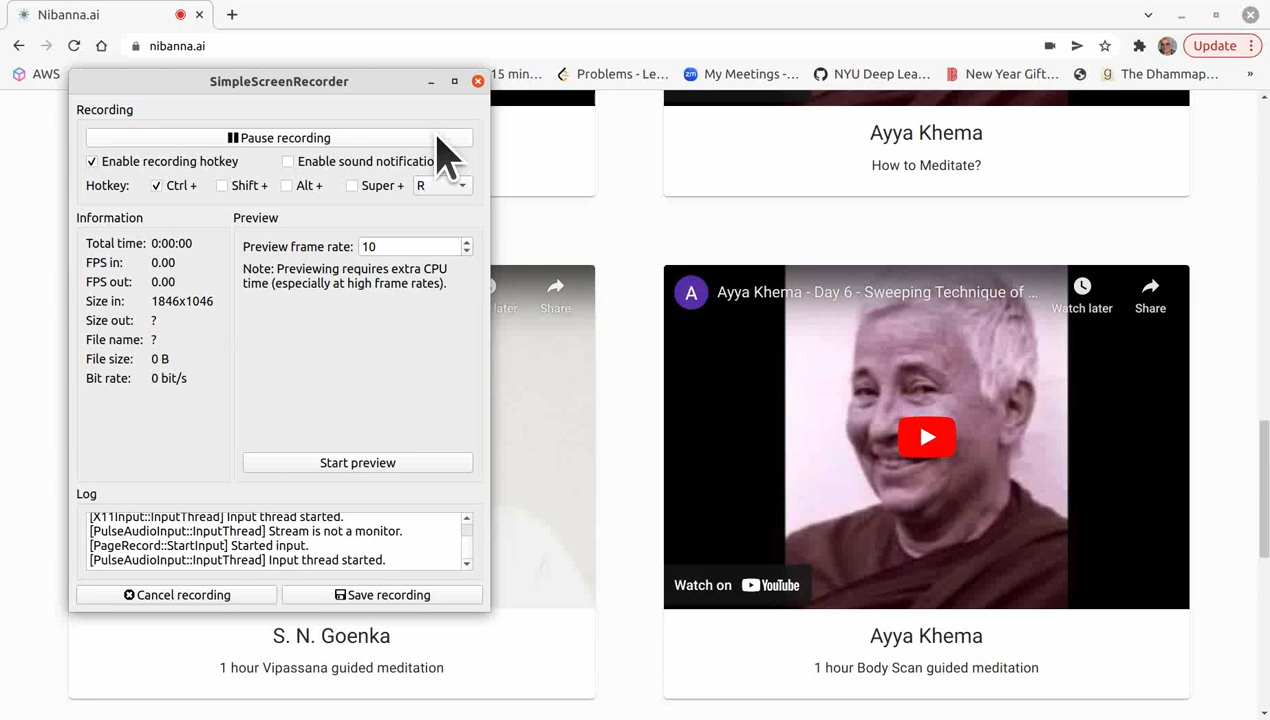 Nibanna.ai
nibanna.ai
Update
AWS
15 min...
Problems - Le...
My Meetings -...
NYU Deep Lea...
New Year Gift...
The Dhammap...
»
SimpleScreenRecorder
Recording
Pause recording
Enable recording hotkey
Enable sound notificatio
Hotkey: Ctrl + Shift + Alt + Super + R
Information
Total time: 0:00:00
FPS in: 0.00
FPS out: 0.00
Size in: 1846x1046
Size out: ?
File name: ?
File size: 0 B
Bit rate: 0 bit/s
Preview
Preview frame rate: 10
Note: Previewing requires extra CPU
time (especially at high frame rates).
Start preview
Log
[X11Input::InputThread] Input thread started.
[PulseAudioInput::InputThread] Stream is not a monitor.
[PageRecord::StartInput] Started input.
[PulseAudioInput::InputThread] Input thread started.
Cancel recording
Save recording
Ayya Khema
How to Meditate?
later
Share
A
Ayya Khema - Day 6 - Sweeping Technique of ...
Watch later
Share
Watch on YouTube
S. N. Goenka
1 hour Vipassana guided meditation
Ayya Khema
1 hour Body Scan guided meditation